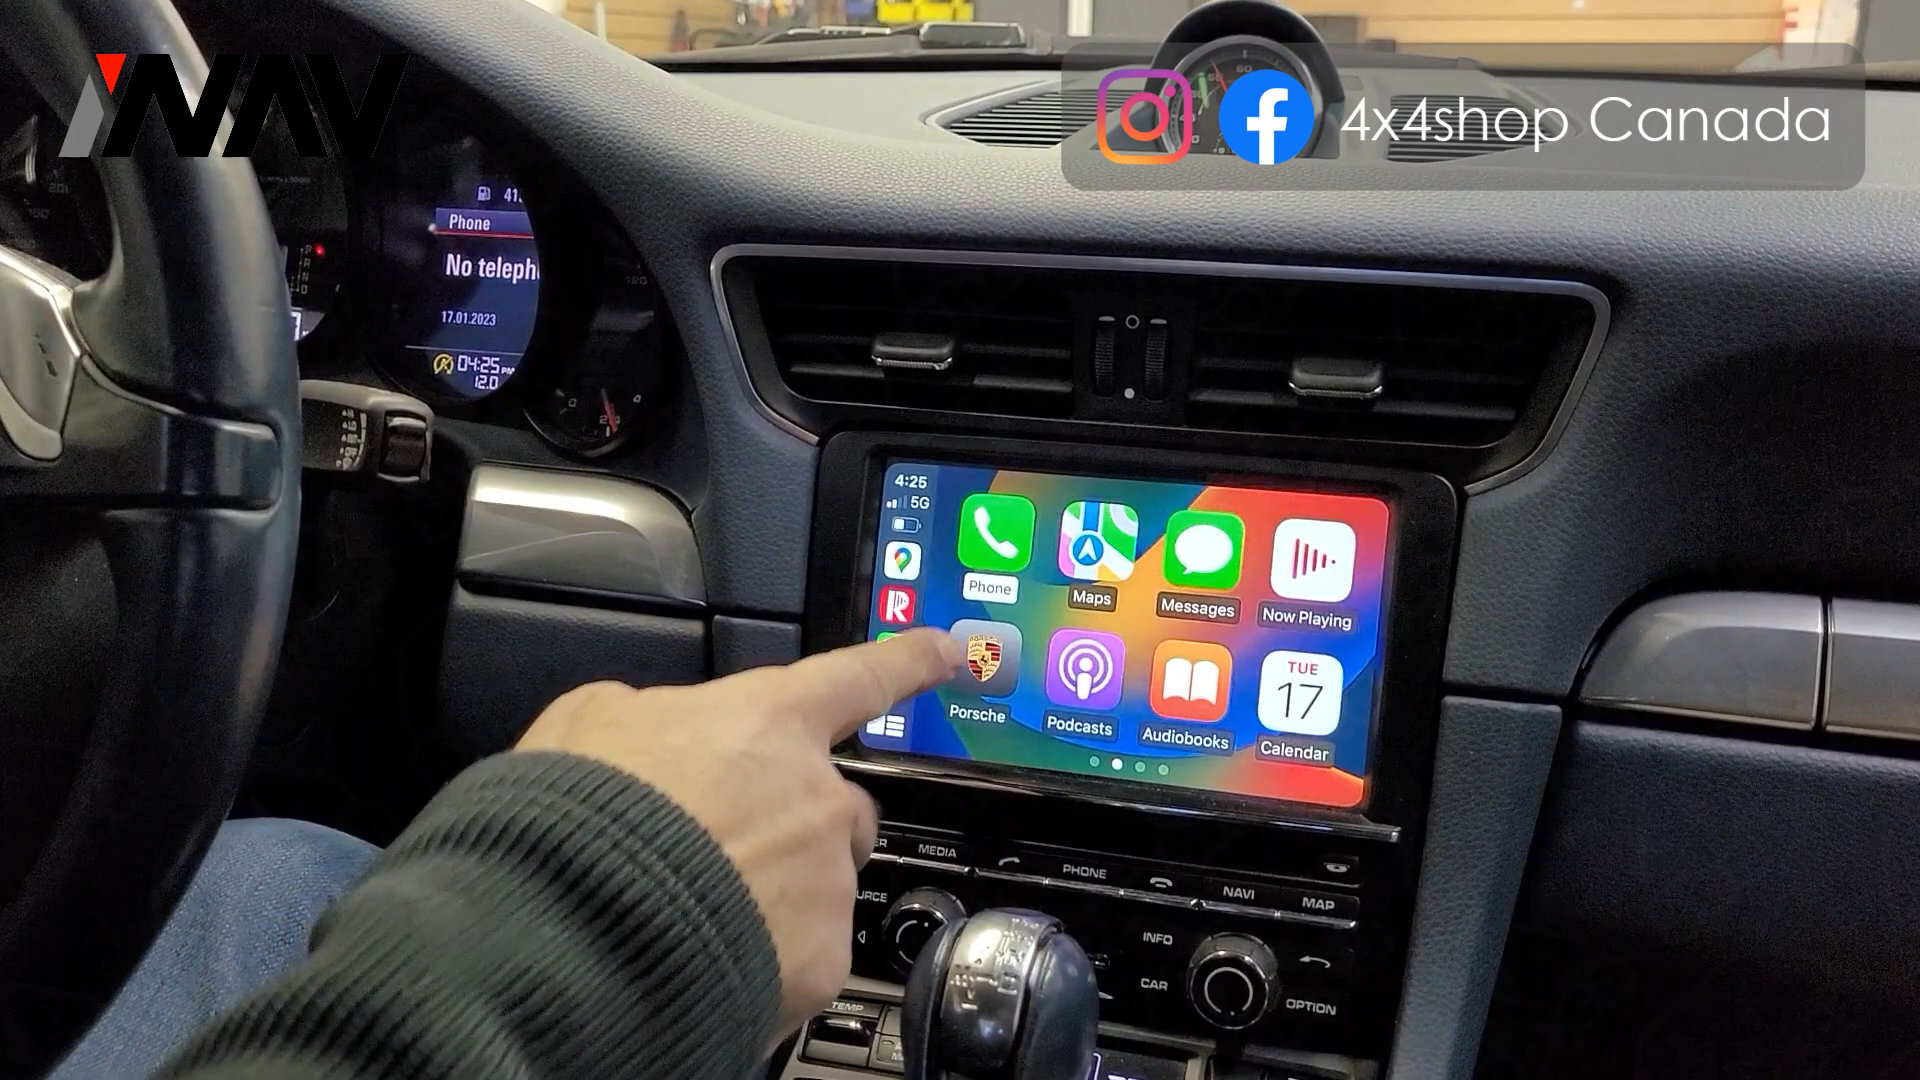 NAV
4x4shop Canada
Phone
No teleph
17.01.2023
04:25 PM
12.0
4:25
5G
Phone
Maps
Messages
Now Playing
Porsche
Podcasts
Audiobooks
TUE
17
Calendar
MEDIA
PHONE
NAVI
MAP
INFO
CAR
OPTION
TEMP